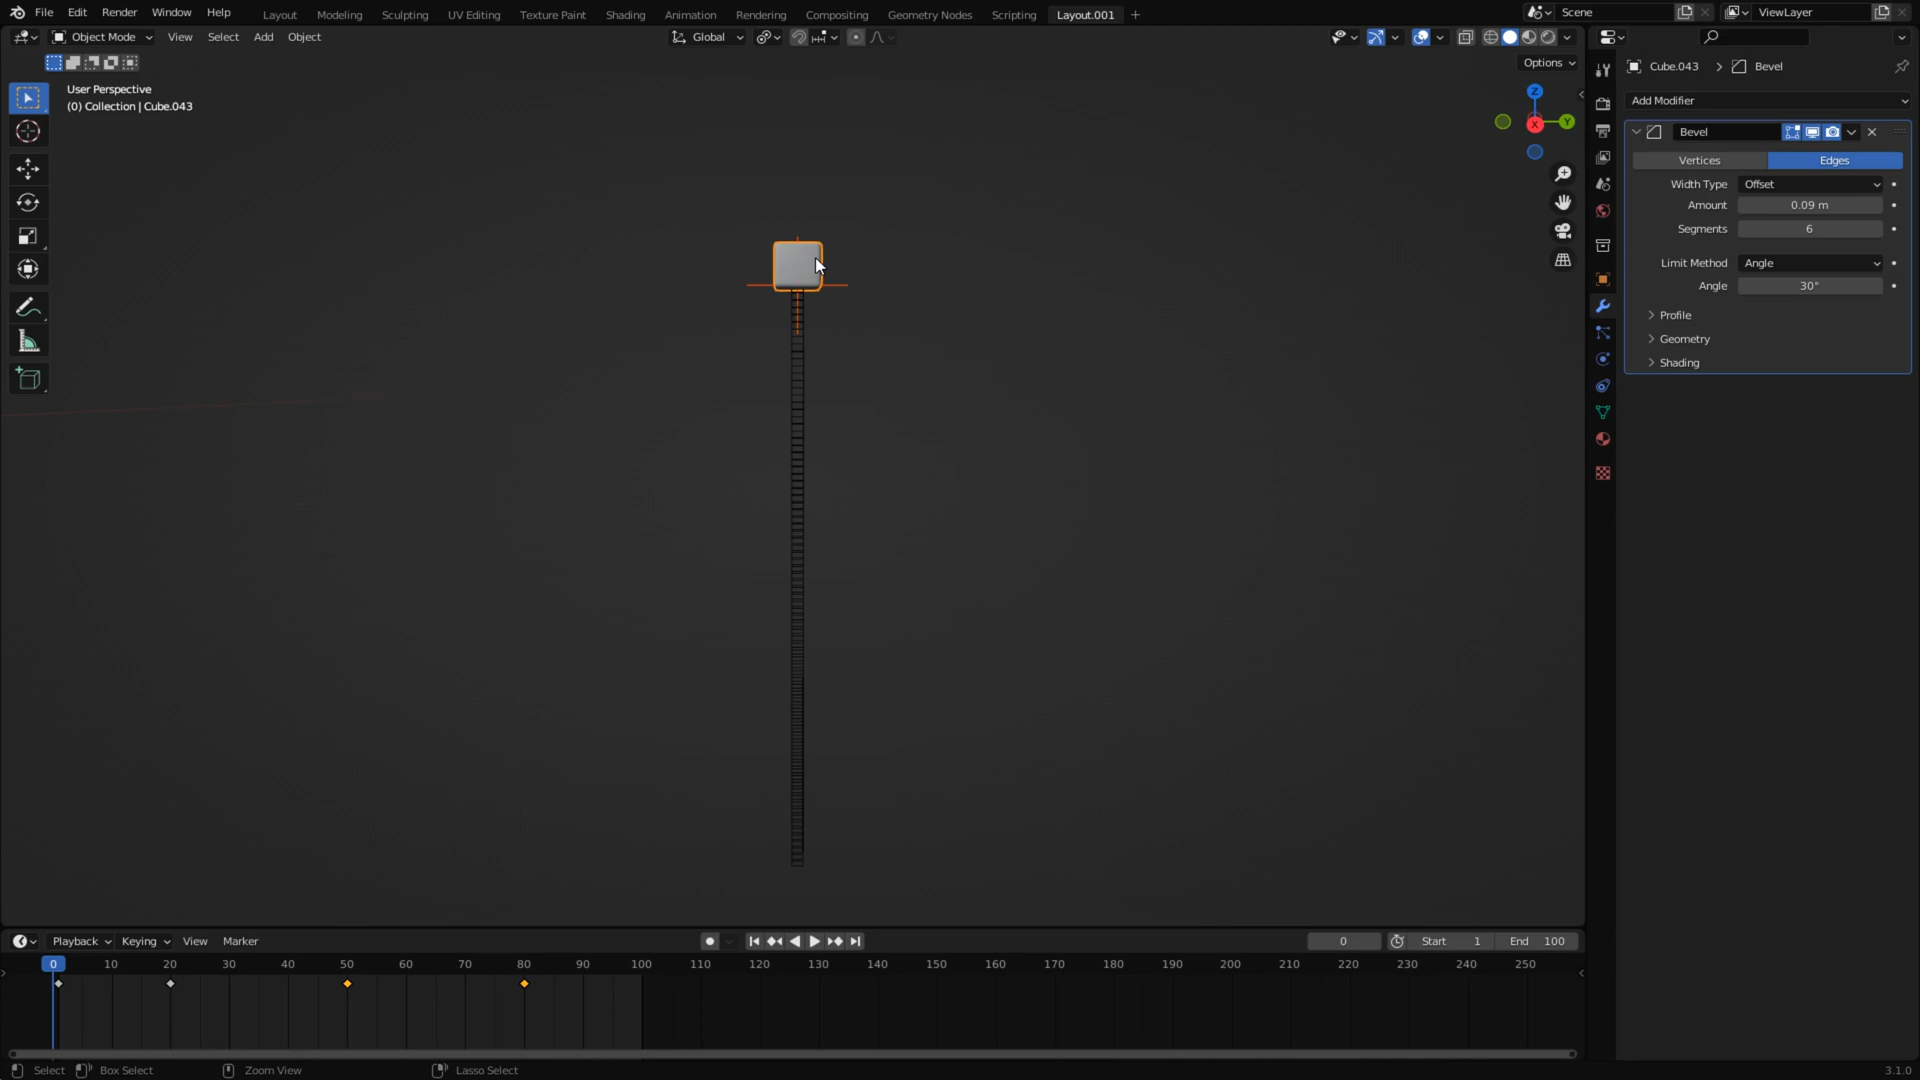 File Edit Render Window Help Layout Modeling Sculpting UV Editing Texture Paint Shading Animation Rendering Compositing Geometry Nodes Scripting Layout.001 + Scene ViewLayer
Object Mode View Select Add Object Global
Options
User Perspective
(0) Collection | Cube.043
Z
Y
X
Cube.043 > Bevel
Add Modifier
Bevel
Vertices Edges
Width Type Offset
Amount 0.09 m
Segments 6
Limit Method Angle
Angle 30°
Profile
Geometry
Shading
Playback Keying View Marker 0 Start 1 End 100
0 10 20 30 40 50 60 70 80 90 100 110 120 130 140 150 160 170 180 190 200 210 220 230 240 250
Select Box Select Zoom View Lasso Select 3.1.0